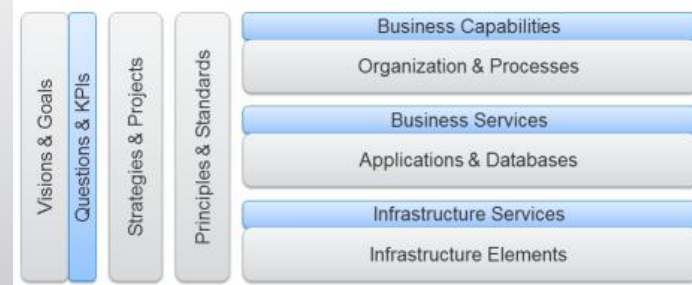 Visions & Goals
Questions & KPIs
Strategies & Projects
Principles & Standards
Business Capabilities
Organization & Processes
Business Services
Applications & Databases
Infrastructure Services
Infrastructure Elements